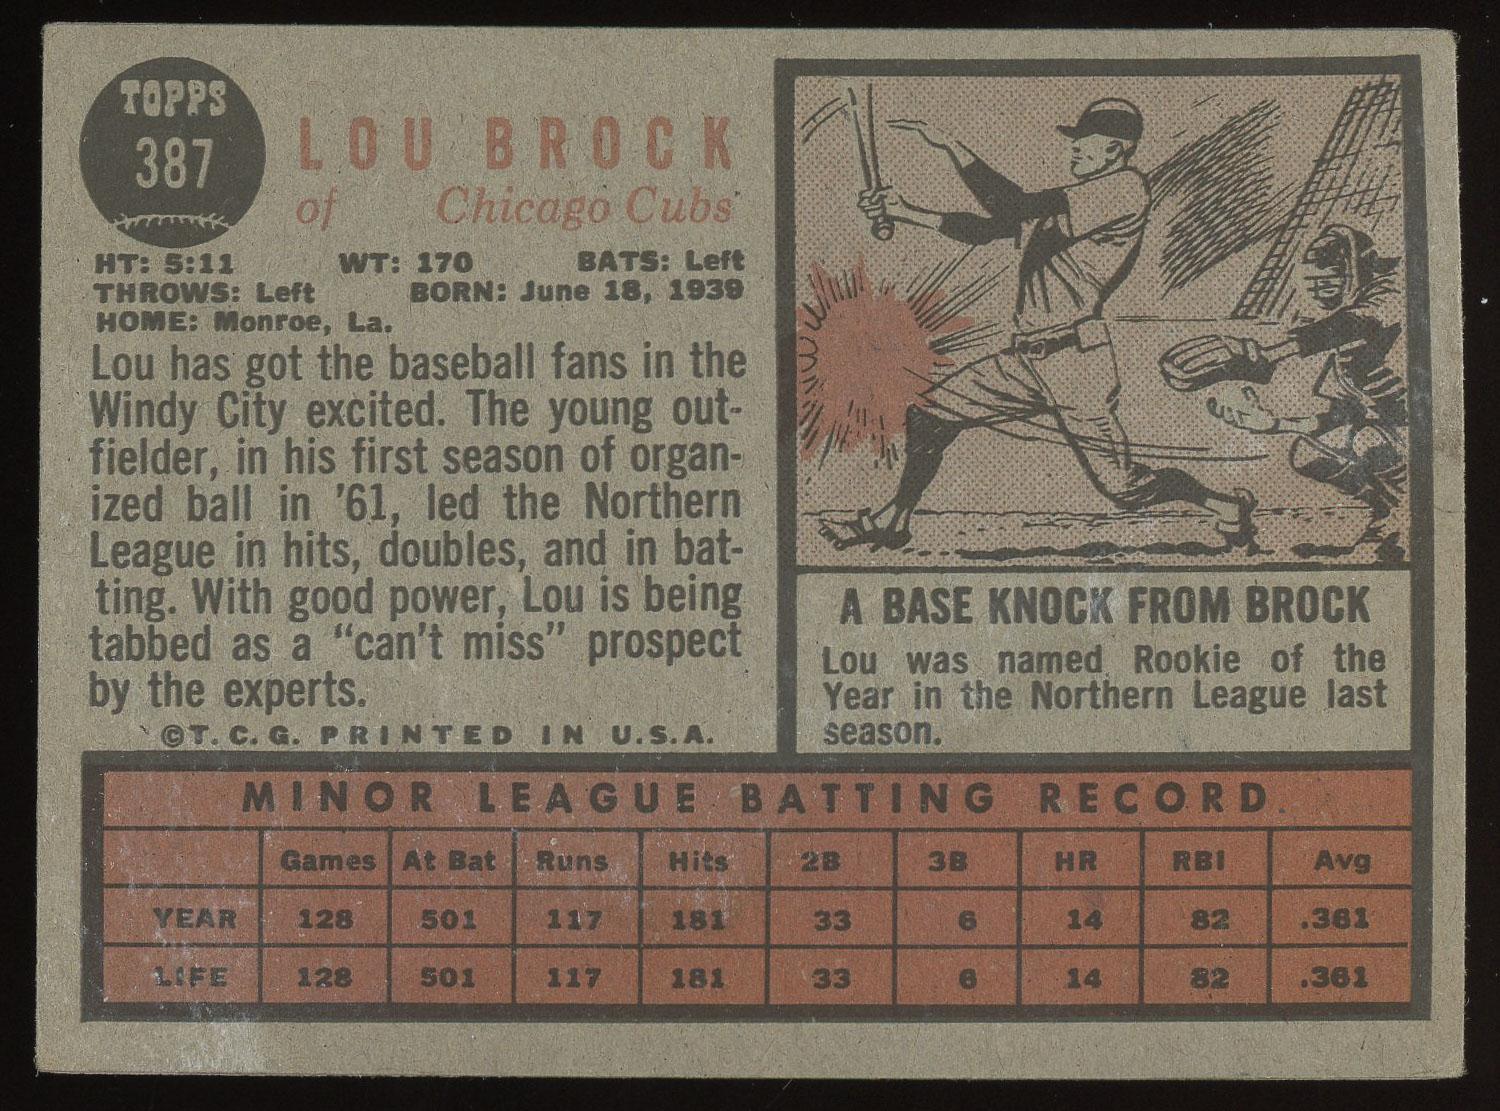 TOPPS
387
LOU BROCK
of Chicago Cubs
HT: 5:11 WT: 170 BATS: Left
THROWS: Left BORN: June 18, 1939
HOME: Monroe, La.
Lou has got the baseball fans in the
Windy City excited. The young out-
fielder, in his first season of organ-
ized ball in '61, led the Northern
League in hits, doubles, and in bat-
ting. With good power, Lou is being
tabbed as a "can't miss" prospect
by the experts.
©T. C. G. PRINTED IN U.S.A.
A BASE KNOCK FROM BROCK
Lou was named Rookie of the
Year in the Northern League last
season.
MINOR LEAGUE BATTING RECORD
Games At Bat Runs Hits 2B 3B HR RBI Avg
YEAR 128 501 117 181 33 6 14 82 .361
LIFE 128 501 117 181 33 6 14 82 .361